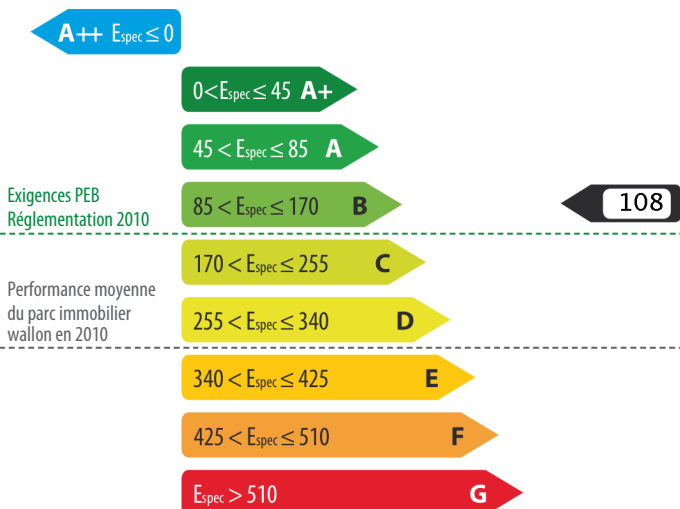 A++ Espec ≤ 0
0<Espec ≤ 45 A+
45 < Espec ≤ 85 A
Exigences PEB
Réglementation 2010
85 < Espec ≤ 170 B
108
170 < Espec ≤ 255 C
Performance moyenne
du parc immobilier
wallon en 2010
255 < Espec ≤ 340 D
340 < Espec ≤ 425 E
425 < Espec ≤ 510 F
Espec > 510 G